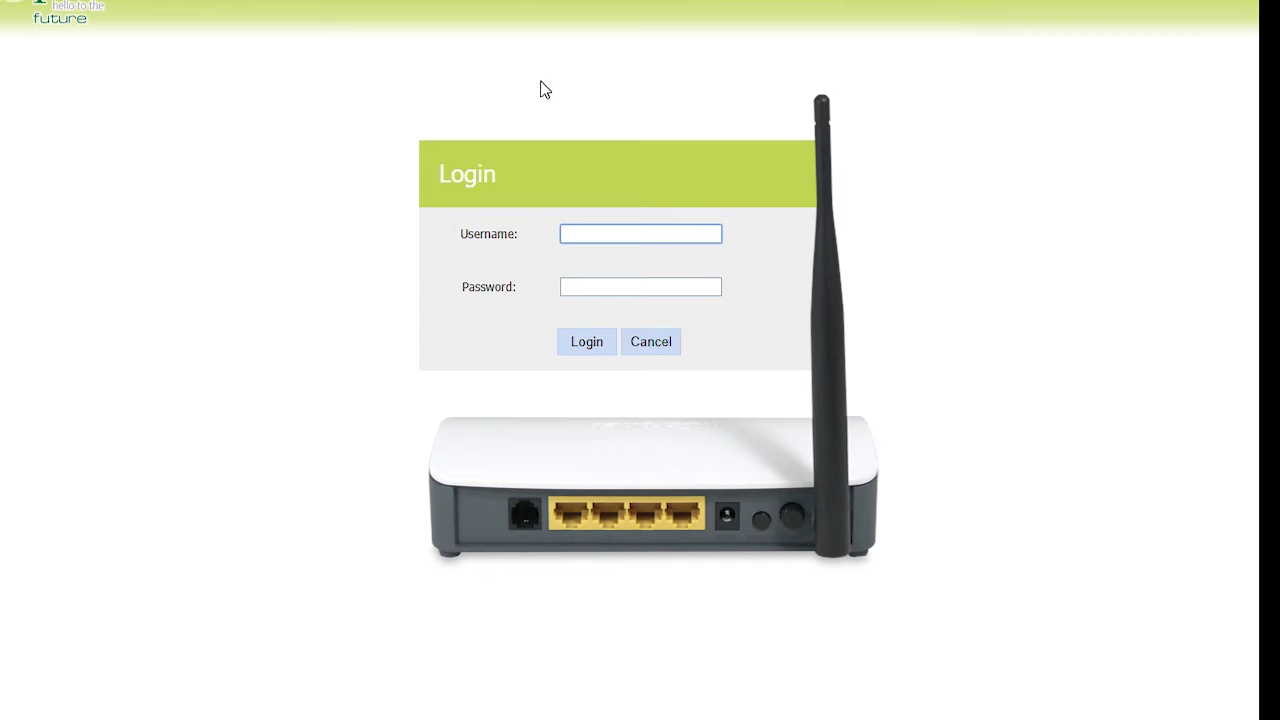 hello to the
future
Login
Username:
Password:
Login Cancel